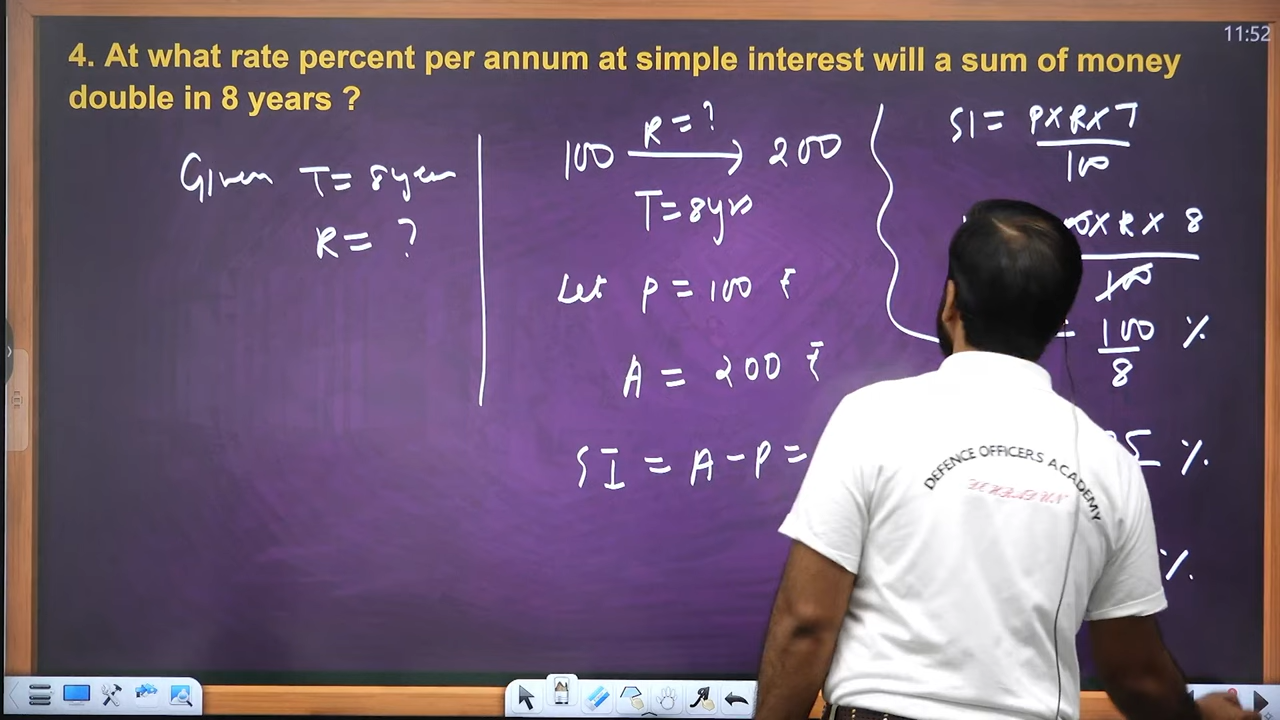 11:52
4. At what rate percent per annum at simple interest will a sum of money
double in 8 years ?
Given T = 8 year
R = ?
R = ?
100 → 200
T = 8 yrs
Let P = 100 ₹
A = 200 ₹
SI = A - P =
SI = P × R × T
100
× R × 8
100
= 100 %
8
%
%
DEFENCE OFFICERS ACADEMY
DEHRADUN